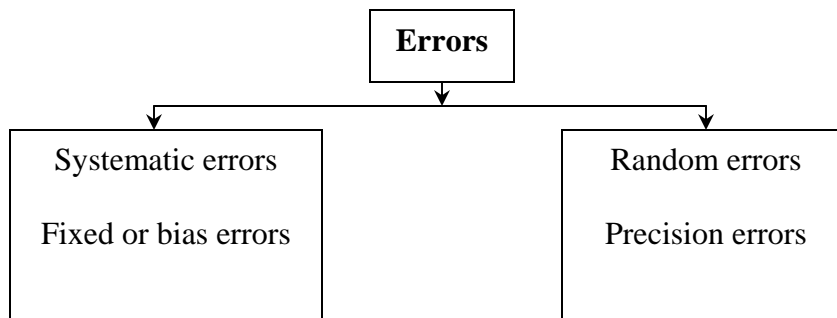 Errors
Systematic errors
Fixed or bias errors
Random errors
Precision errors